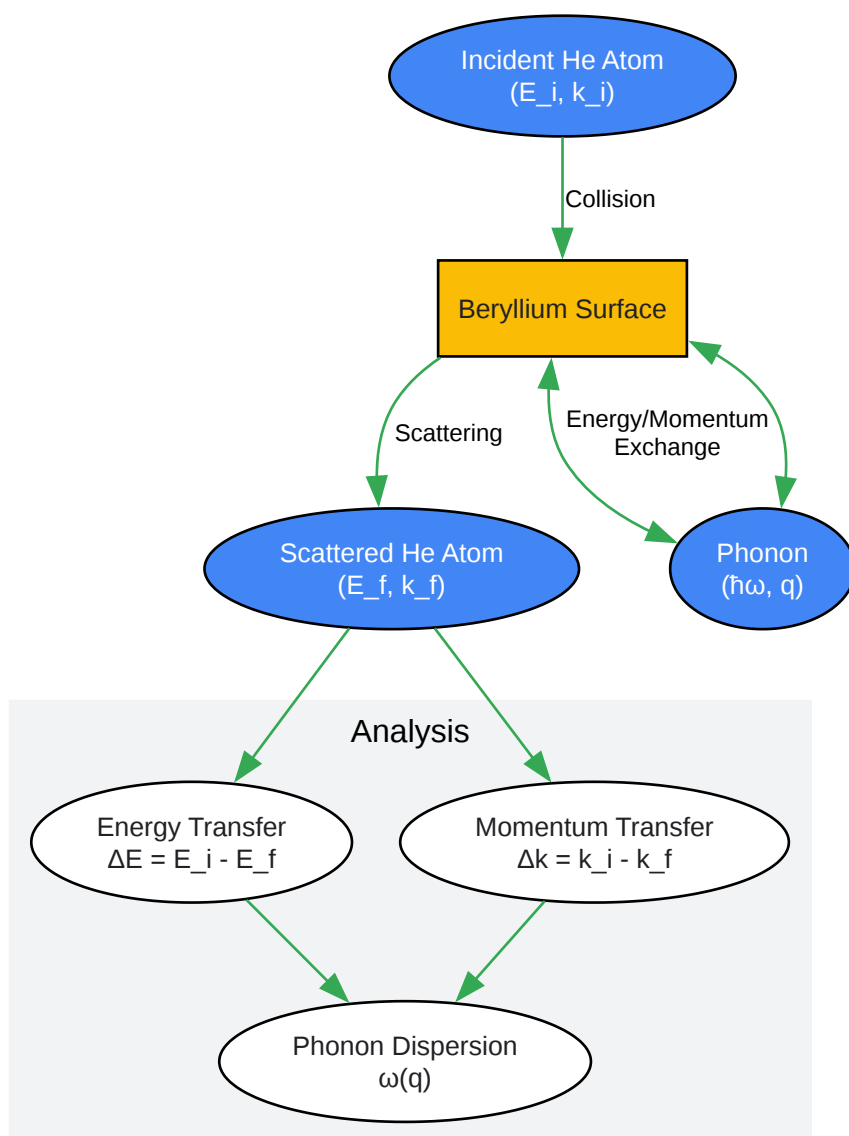 Incident He Atom
(E_i, k_i)
Collision
Beryllium Surface
Scattering
Energy/Momentum
Exchange
Scattered He Atom
(E_f, k_f)
Phonon
(ħω, q)
Analysis
Energy Transfer
ΔE = E_i - E_f
Momentum Transfer
Δk = k_i - k_f
Phonon Dispersion
ω(q)